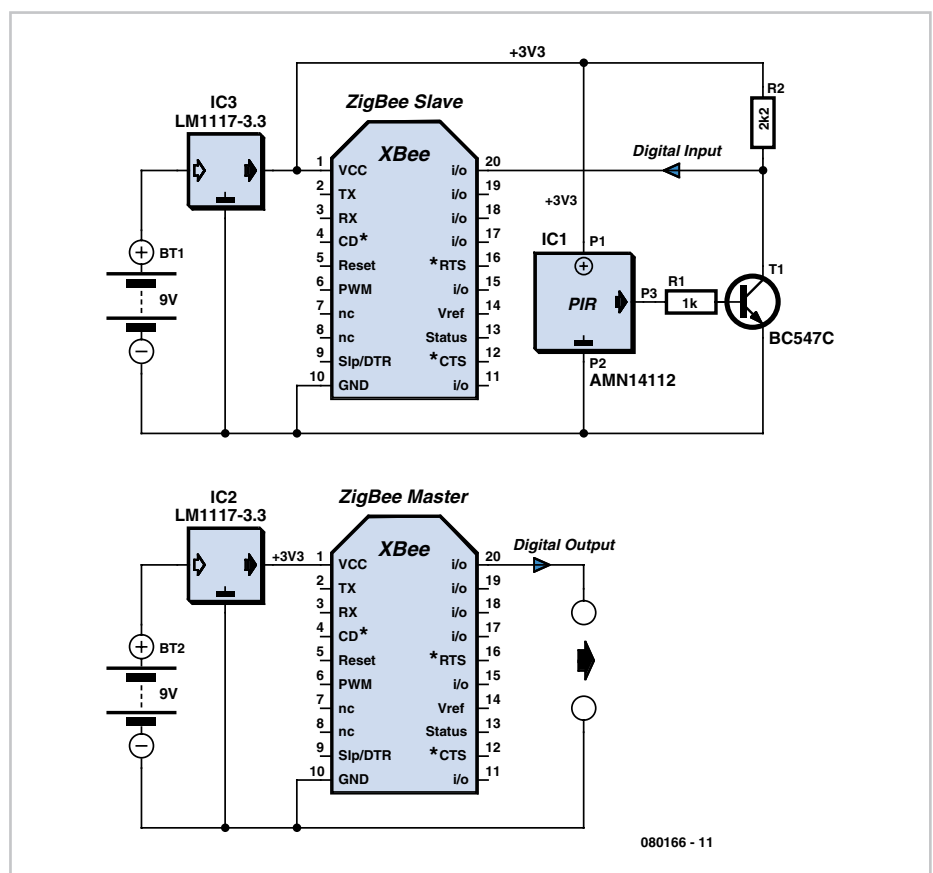 +3V3
IC3
LM1117-3.3
ZigBee Slave
XBee
R2
2k2
Digital Input
1 VCC i/o 20
2 TX i/o 19
3 RX i/o 18
4 CD* i/o 17
5 Reset *RTS 16
6 PWM i/o 15
7 nc Vref 14
8 nc Status 13
9 Slp/DTR *CTS 12
10 GND i/o 11
BT1
9V
+3V3
IC1 P1
PIR
P3
R1
1k
T1
BC547C
P2
AMN14112
IC2
LM1117-3.3
ZigBee Master
XBee
+3V3
Digital Output
1 VCC i/o 20
2 TX i/o 19
3 RX i/o 18
4 CD* i/o 17
5 Reset *RTS 16
6 PWM i/o 15
7 nc Vref 14
8 nc Status 13
9 Slp/DTR *CTS 12
10 GND i/o 11
BT2
9V
080166 - 11